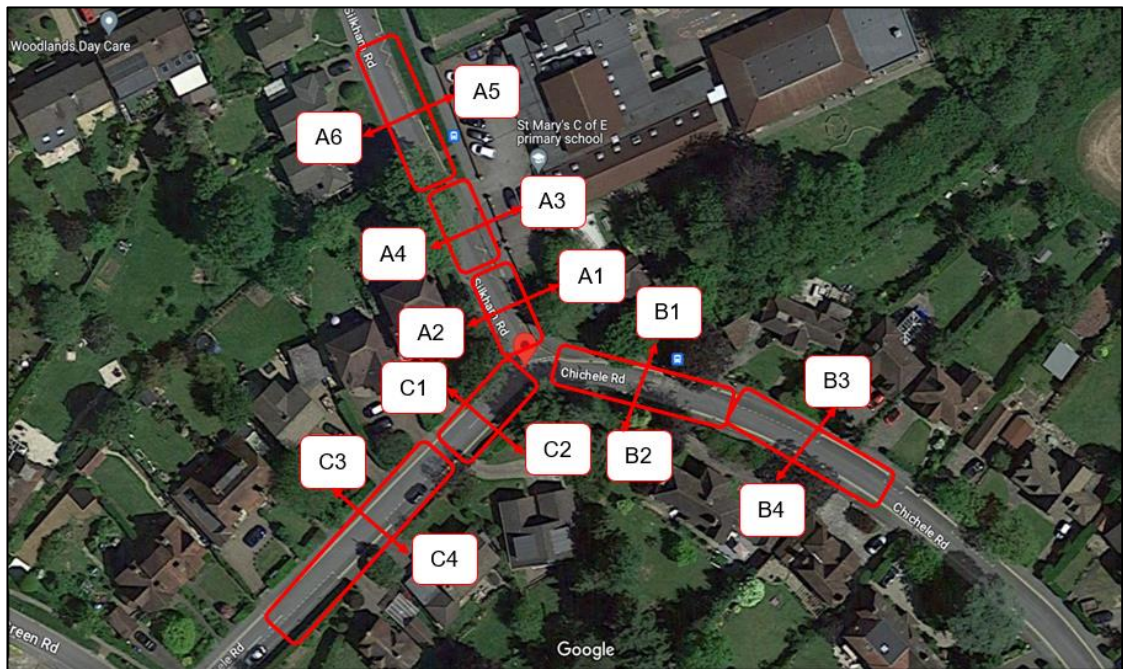 Silkham Rd
Woodlands Day Care
A5
A6
St Mary's C of E
primary school
A3
A4
A1
Silkham Rd
A2
B1
Chichele Rd
C1
B3
C2
B2
C3
B4
Chichele Rd
C4
Google
reen Rd
chele Rd